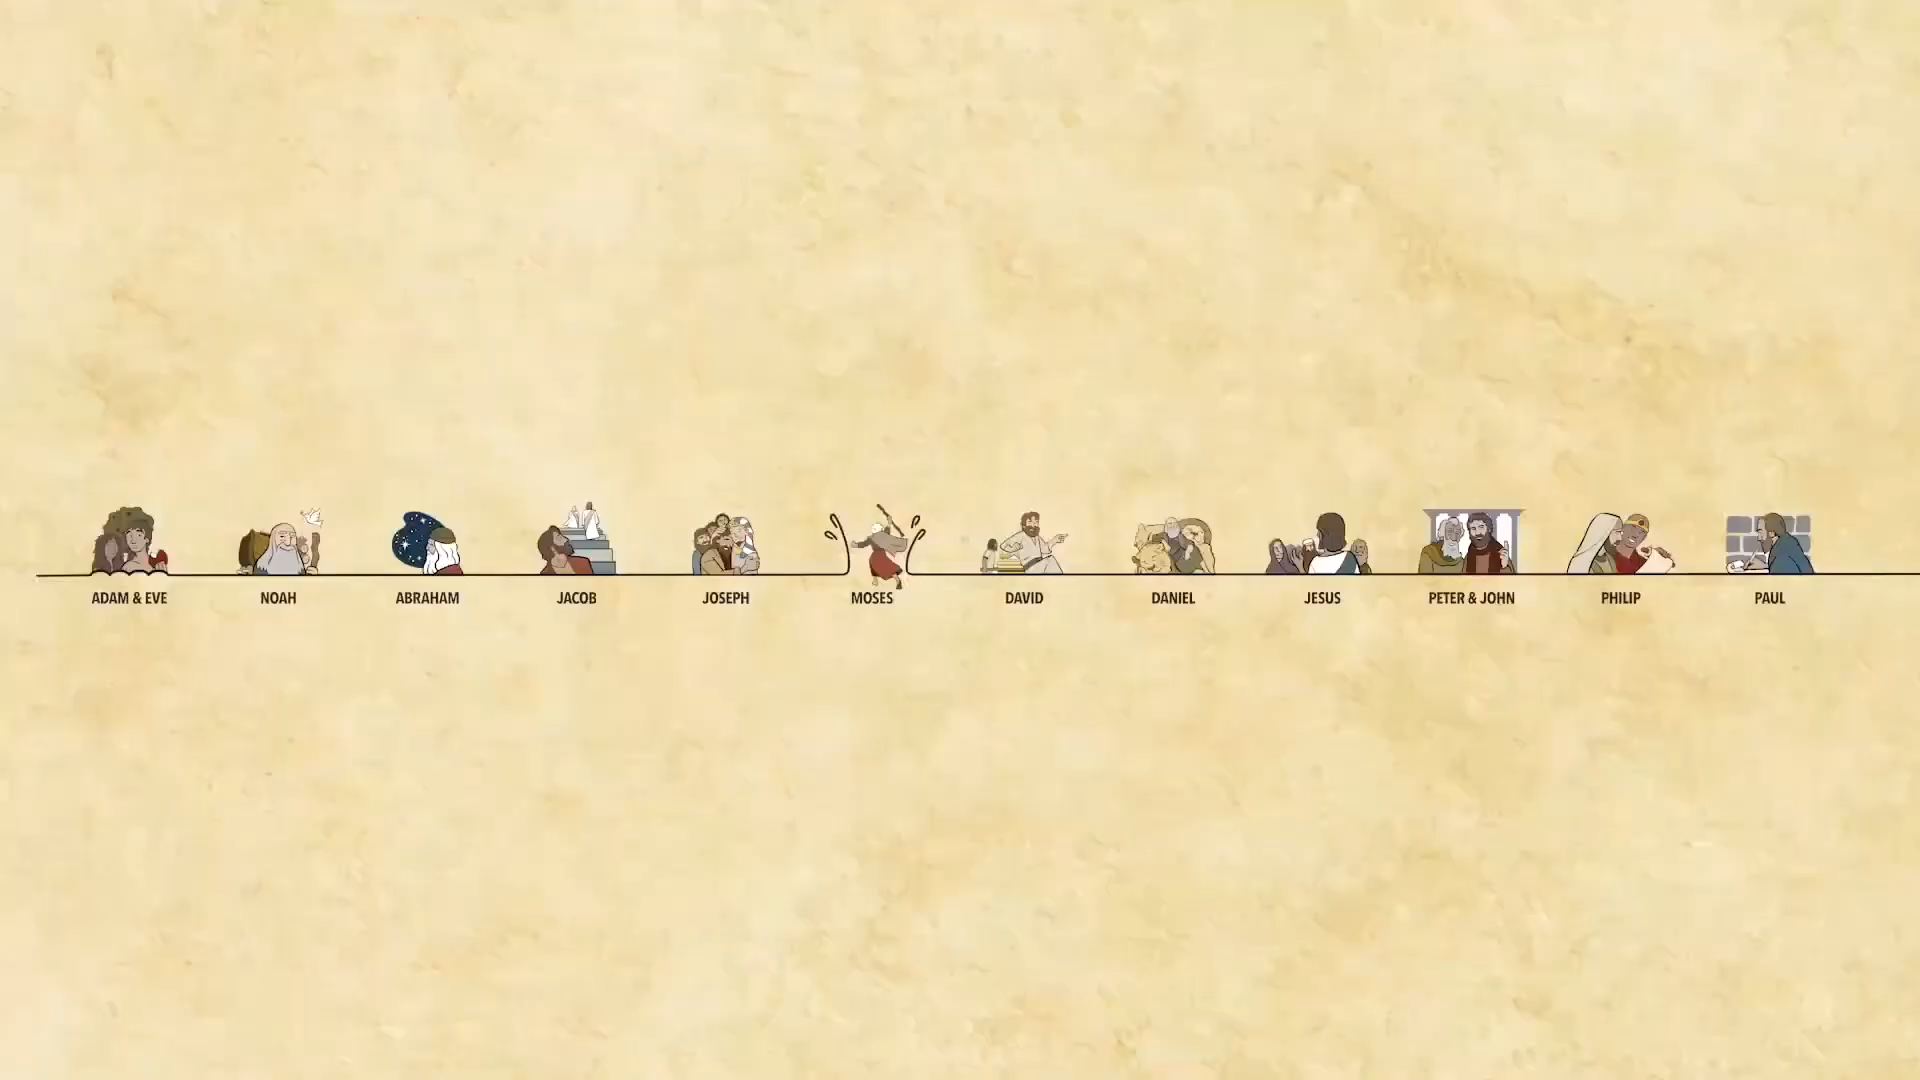 ADAM & EVE
NOAH
ABRAHAM
JACOB
JOSEPH
MOSES
DAVID
DANIEL
JESUS
PETER & JOHN
PHILIP
PAUL